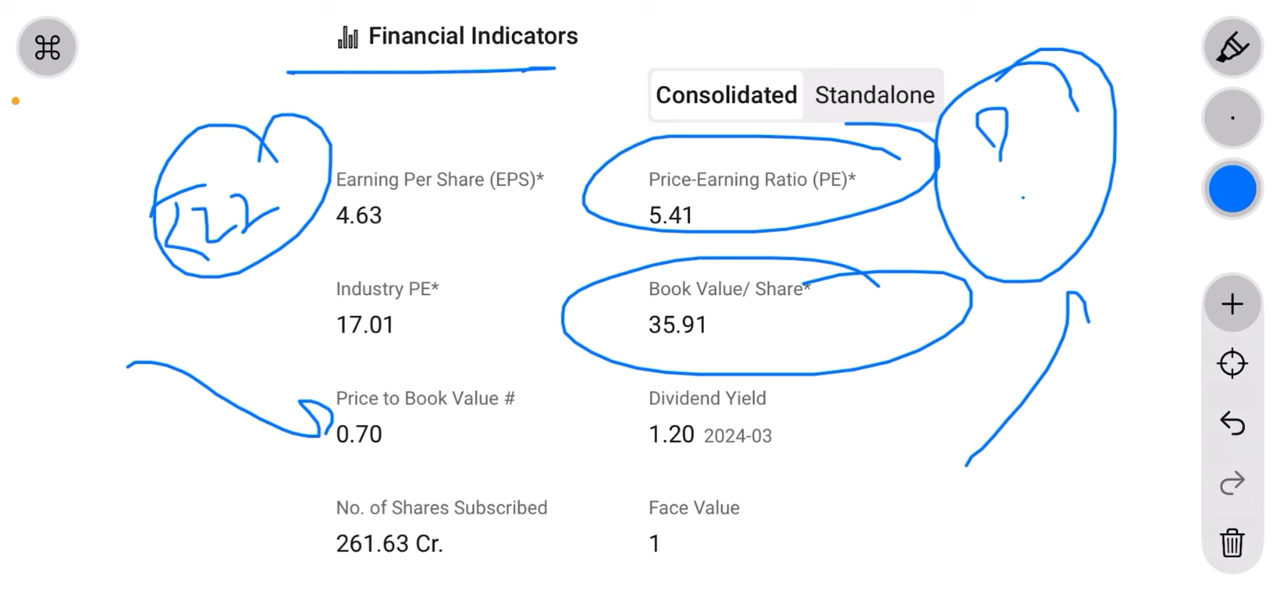 Financial Indicators
Consolidated Standalone
Earning Per Share (EPS)* Price-Earning Ratio (PE)*
4.63 5.41
Industry PE* Book Value/ Share*
17.01 35.91
Price to Book Value # Dividend Yield
0.70 1.20 2024-03
No. of Shares Subscribed Face Value
261.63 Cr. 1